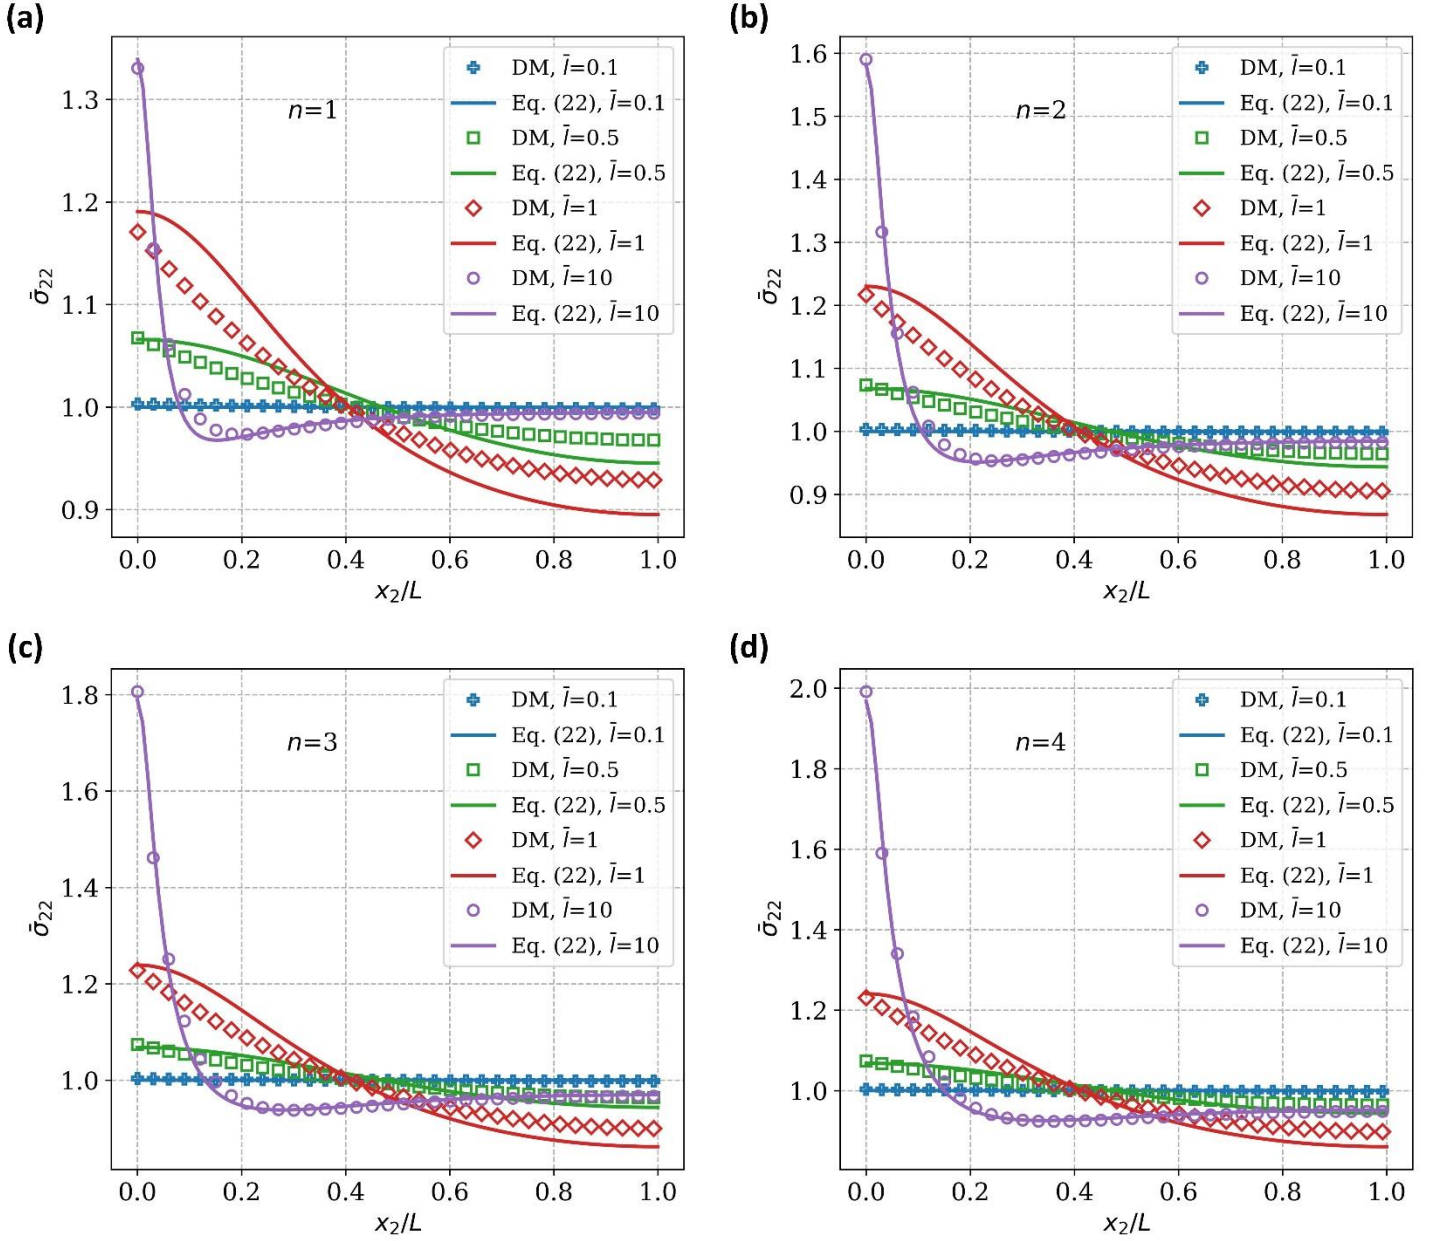 (a)
1.3
1.2
1.1
1.0
0.9
σ̄₂₂
n=1
DM, l̄=0.1
Eq. (22), l̄=0.1
DM, l̄=0.5
Eq. (22), l̄=0.5
DM, l̄=1
Eq. (22), l̄=1
DM, l̄=10
Eq. (22), l̄=10
0.0 0.2 0.4 0.6 0.8 1.0
x₂/L
(b)
1.6
1.5
1.4
1.3
1.2
1.1
1.0
0.9
σ̄₂₂
n=2
DM, l̄=0.1
Eq. (22), l̄=0.1
DM, l̄=0.5
Eq. (22), l̄=0.5
DM, l̄=1
Eq. (22), l̄=1
DM, l̄=10
Eq. (22), l̄=10
0.0 0.2 0.4 0.6 0.8 1.0
x₂/L
(c)
1.8
1.6
1.4
1.2
1.0
σ̄₂₂
n=3
DM, l̄=0.1
Eq. (22), l̄=0.1
DM, l̄=0.5
Eq. (22), l̄=0.5
DM, l̄=1
Eq. (22), l̄=1
DM, l̄=10
Eq. (22), l̄=10
0.0 0.2 0.4 0.6 0.8 1.0
x₂/L
(d)
2.0
1.8
1.6
1.4
1.2
1.0
σ̄₂₂
n=4
DM, l̄=0.1
Eq. (22), l̄=0.1
DM, l̄=0.5
Eq. (22), l̄=0.5
DM, l̄=1
Eq. (22), l̄=1
DM, l̄=10
Eq. (22), l̄=10
0.0 0.2 0.4 0.6 0.8 1.0
x₂/L